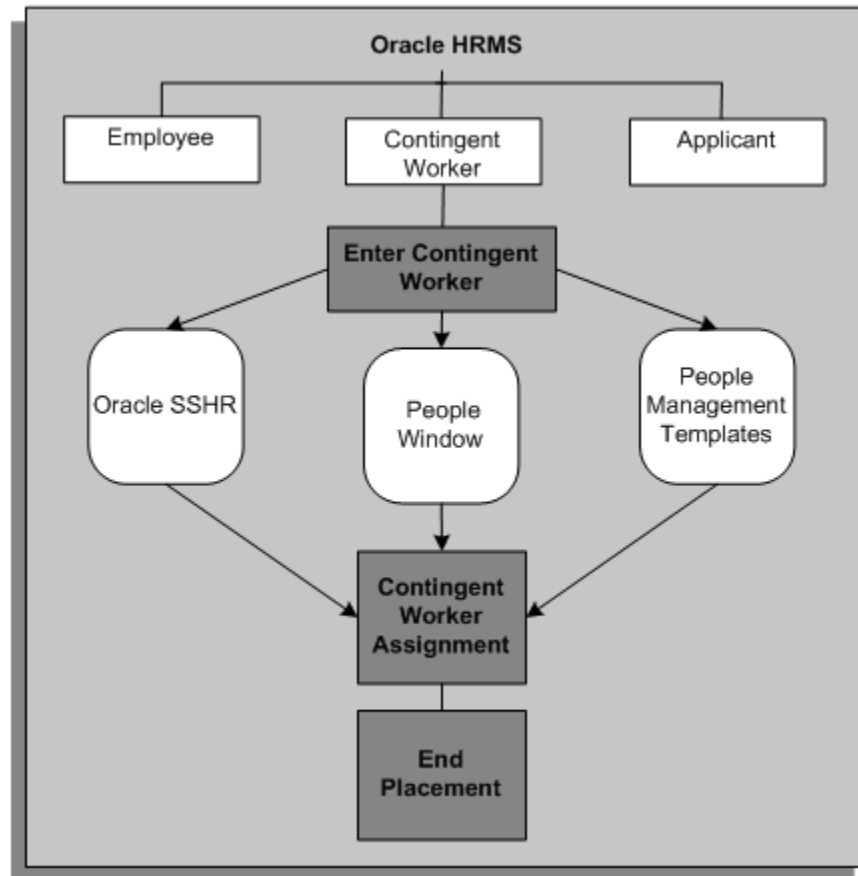 Oracle HRMS
Employee
Contingent
Worker
Applicant
Enter Contingent
Worker
Oracle SSHR
People
Window
People
Management
Templates
Contingent
Worker
Assignment
End
Placement